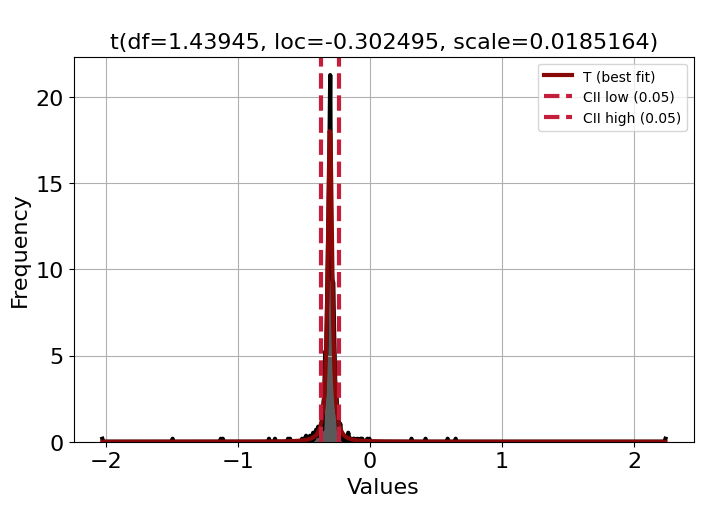 t(df=1.43945, loc=-0.302495, scale=0.0185164)
T (best fit)
CII low (0.05)
CII high (0.05)
20
15
10
5
0
Frequency
−2
−1
0
1
2
Values